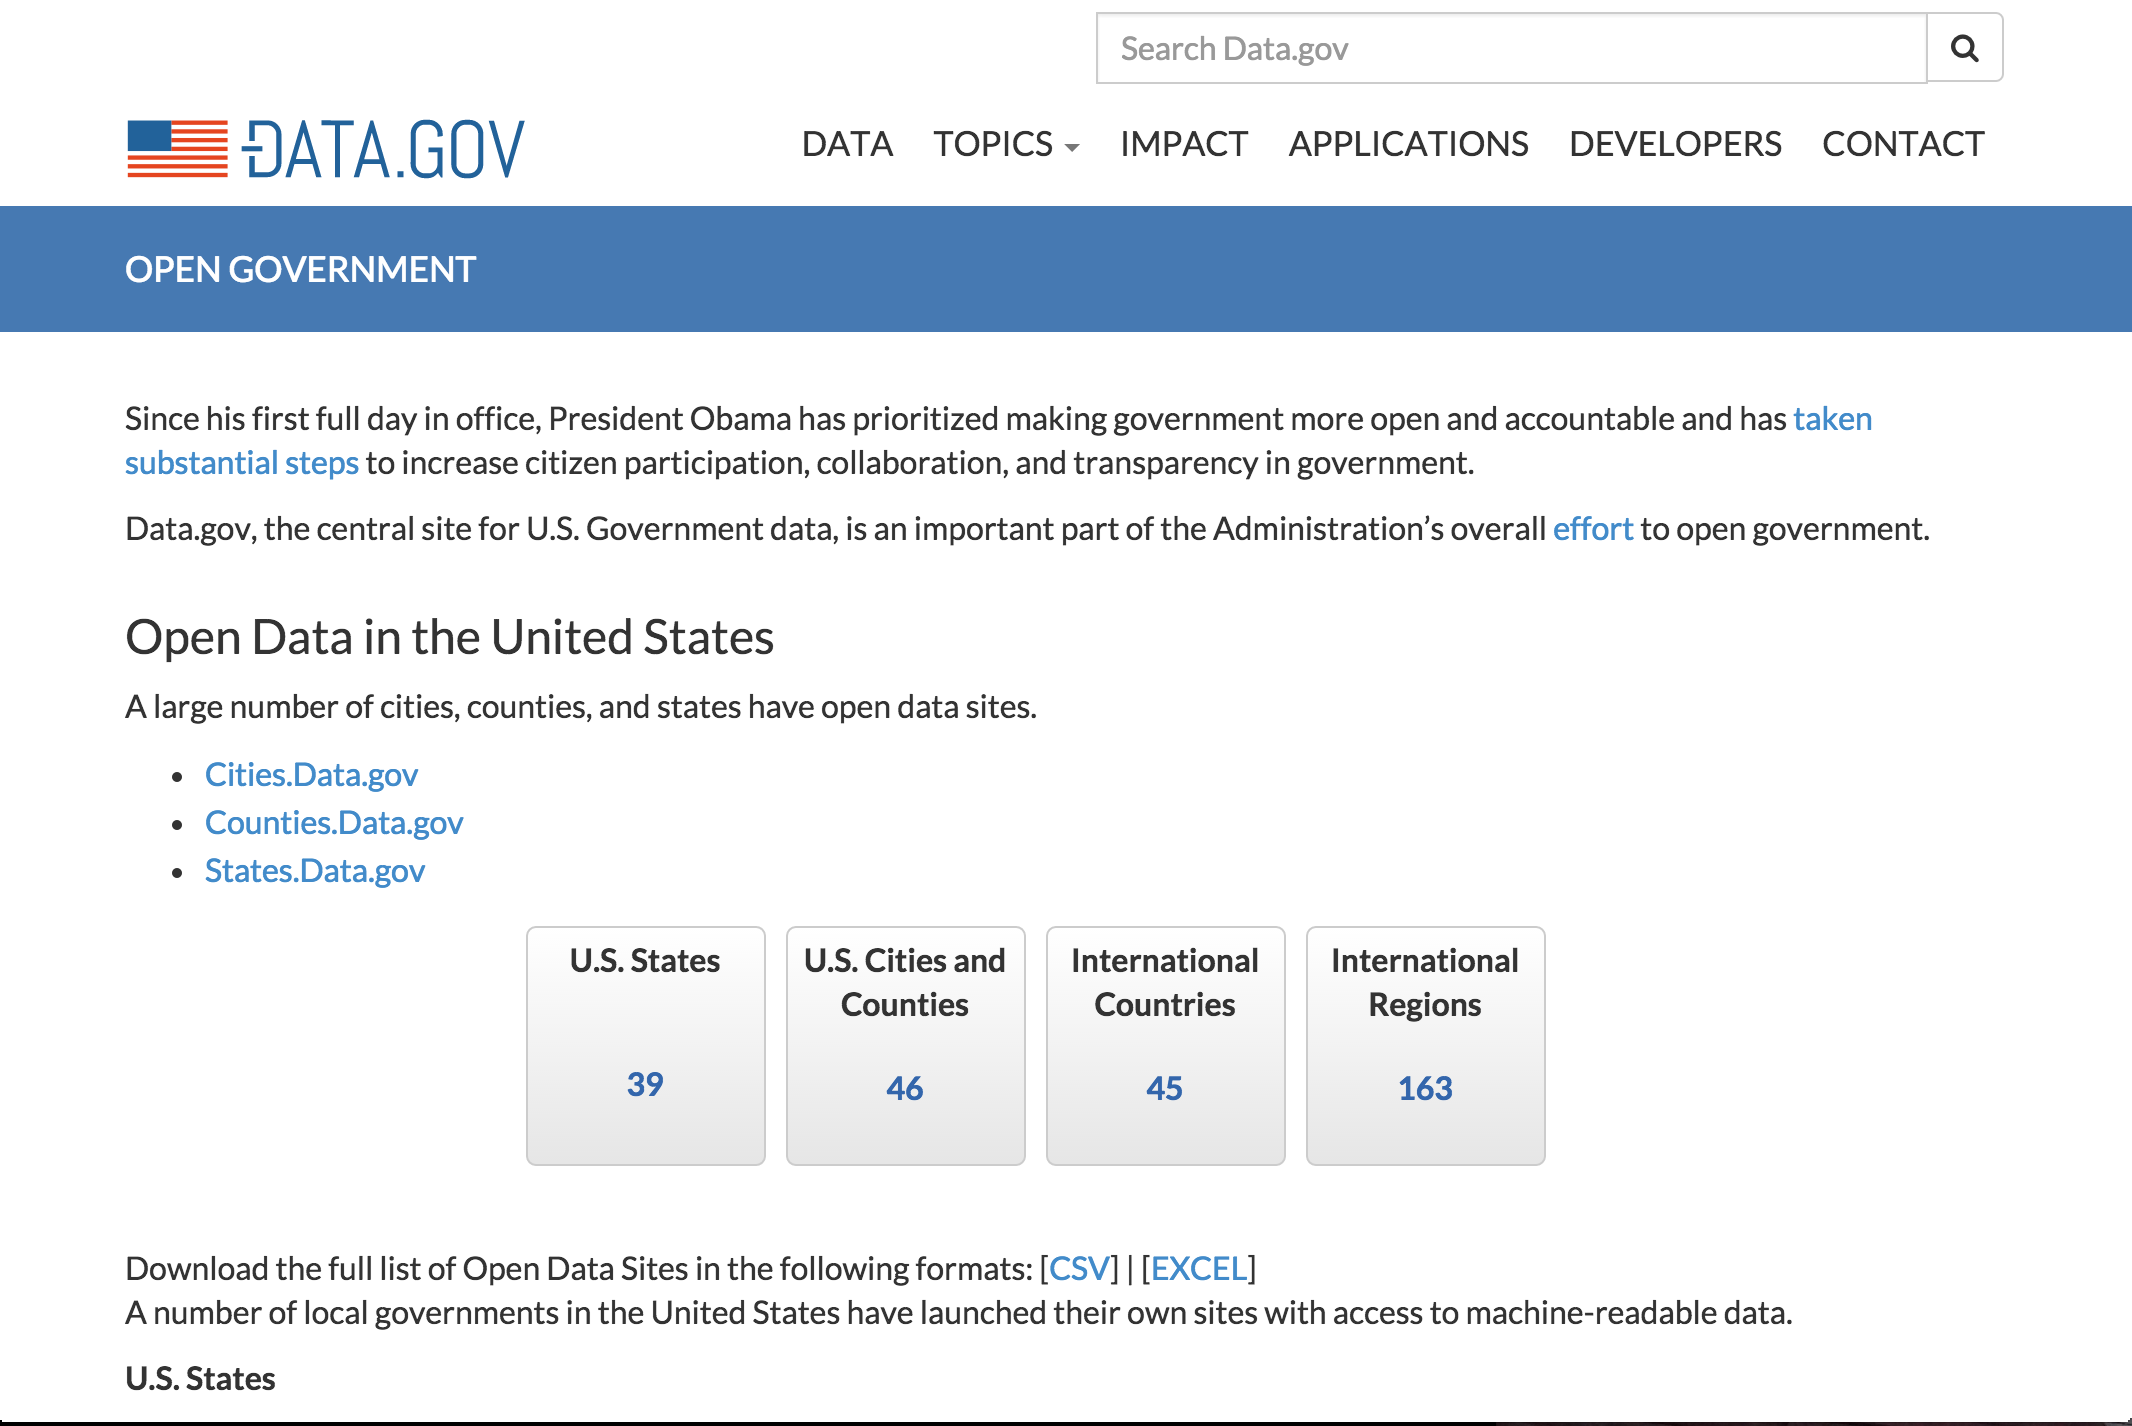 Search Data.gov
DATA.GOV
DATA TOPICS IMPACT APPLICATIONS DEVELOPERS CONTACT
OPEN GOVERNMENT
Since his first full day in office, President Obama has prioritized making government more open and accountable and has taken
substantial steps to increase citizen participation, collaboration, and transparency in government.
Data.gov, the central site for U.S. Government data, is an important part of the Administration’s overall effort to open government.
Open Data in the United States
A large number of cities, counties, and states have open data sites.
• Cities.Data.gov
• Counties.Data.gov
• States.Data.gov
U.S. States
39
U.S. Cities and
Counties
46
International
Countries
45
International
Regions
163
Download the full list of Open Data Sites in the following formats: [CSV] | [EXCEL]
A number of local governments in the United States have launched their own sites with access to machine-readable data.
U.S. States